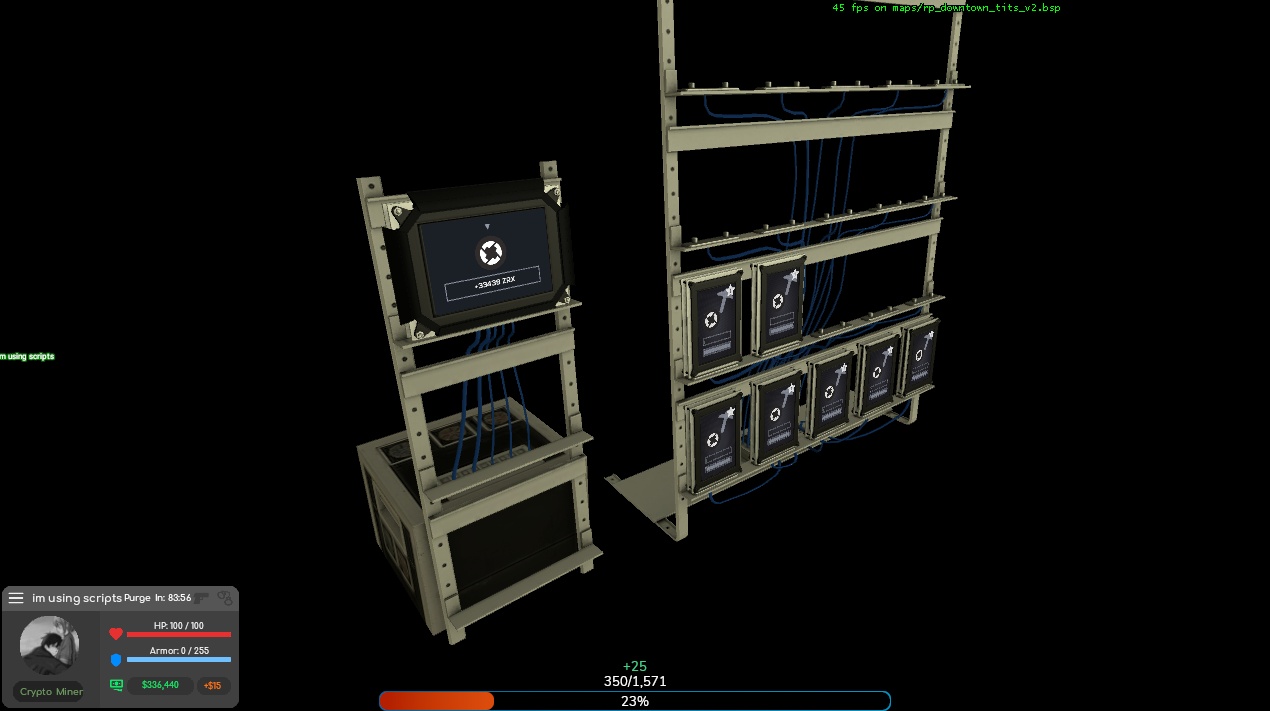 45 fps on maps/rp_downtown_tits_v2.bsp
+33439 ZRX
m using scripts
im using scripts Purge In: 83:56
HP: 100 / 100
Armor: 0 / 255
Crypto Miner
$336,440
+$15
+25
350/1,571
23%